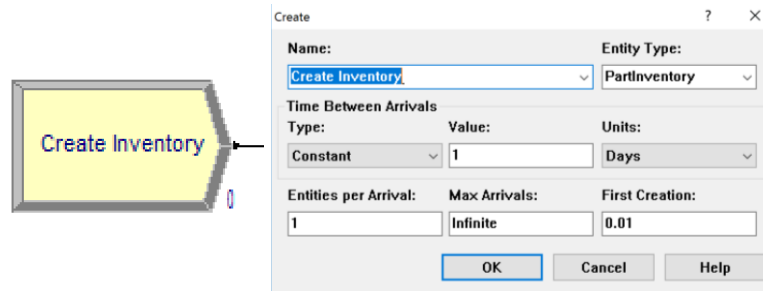 Create Inventory
0
Create ? ×
Name: Entity Type:
Create Inventory PartInventory
Time Between Arrivals
Type: Value: Units:
Constant 1 Days
Entities per Arrival: Max Arrivals: First Creation:
1 Infinite 0.01
OK Cancel Help